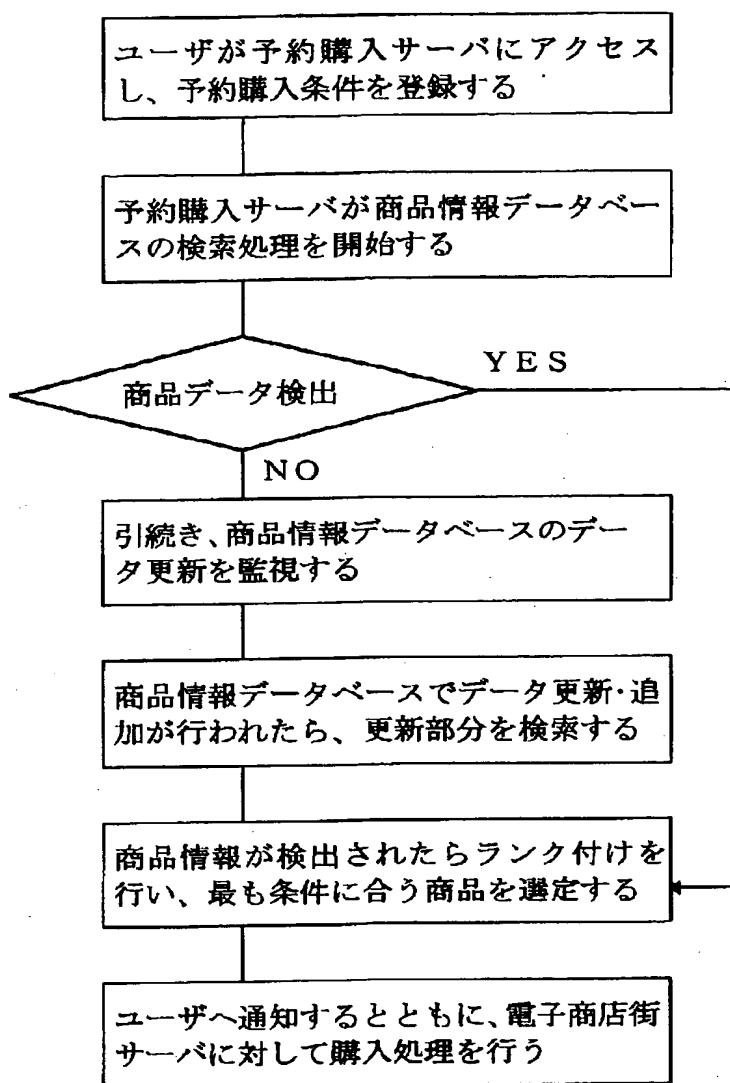 ユーザが予約購入サーバにアクセス
し、予約購入条件を登録する
予約購入サーバが商品情報データベー
スの検索処理を開始する
YES
商品データ検出
NO
引続き、商品情報データベースのデー
タ更新を監視する
商品情報データベースでデータ更新・追
加が行われたら、更新部分を検索する
商品情報が検出されたらランク付けを
行い、最も条件に合う商品を選定する
ユーザへ通知するとともに、電子商店街
サーバに対して購入処理を行う